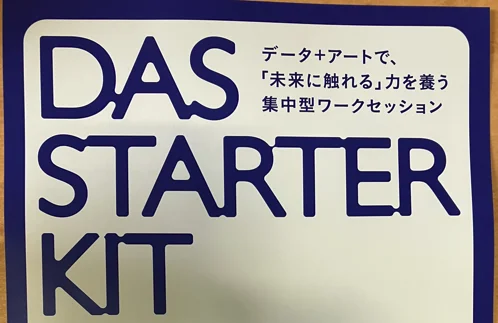 DAS
データ+アートで、
「未来に触れる」力を養う
集中型ワークセッション
STARTER
KIT